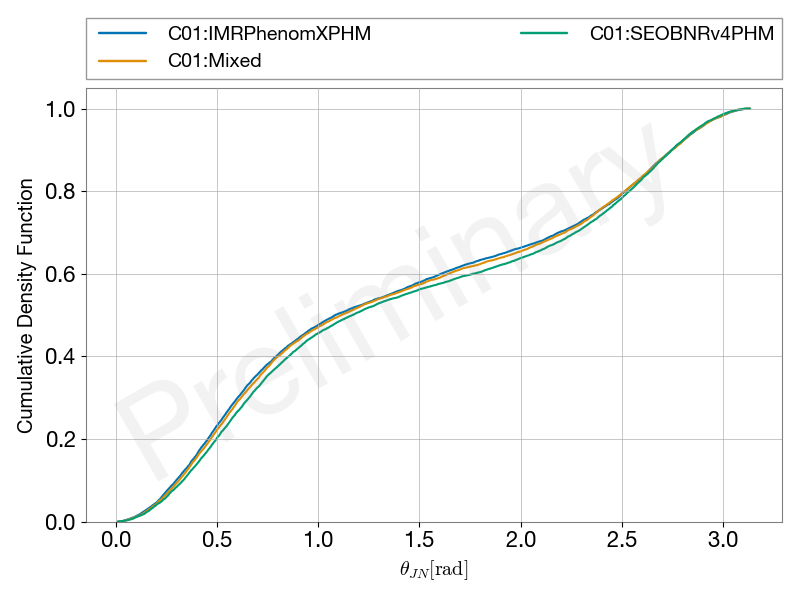 C01:IMRPhenomXPHM
C01:Mixed
C01:SEOBNRv4PHM
Preliminary
Cumulative Density Function
1.0
0.8
0.6
0.4
0.2
0.0
0.0 0.5 1.0 1.5 2.0 2.5 3.0
θJN[rad]